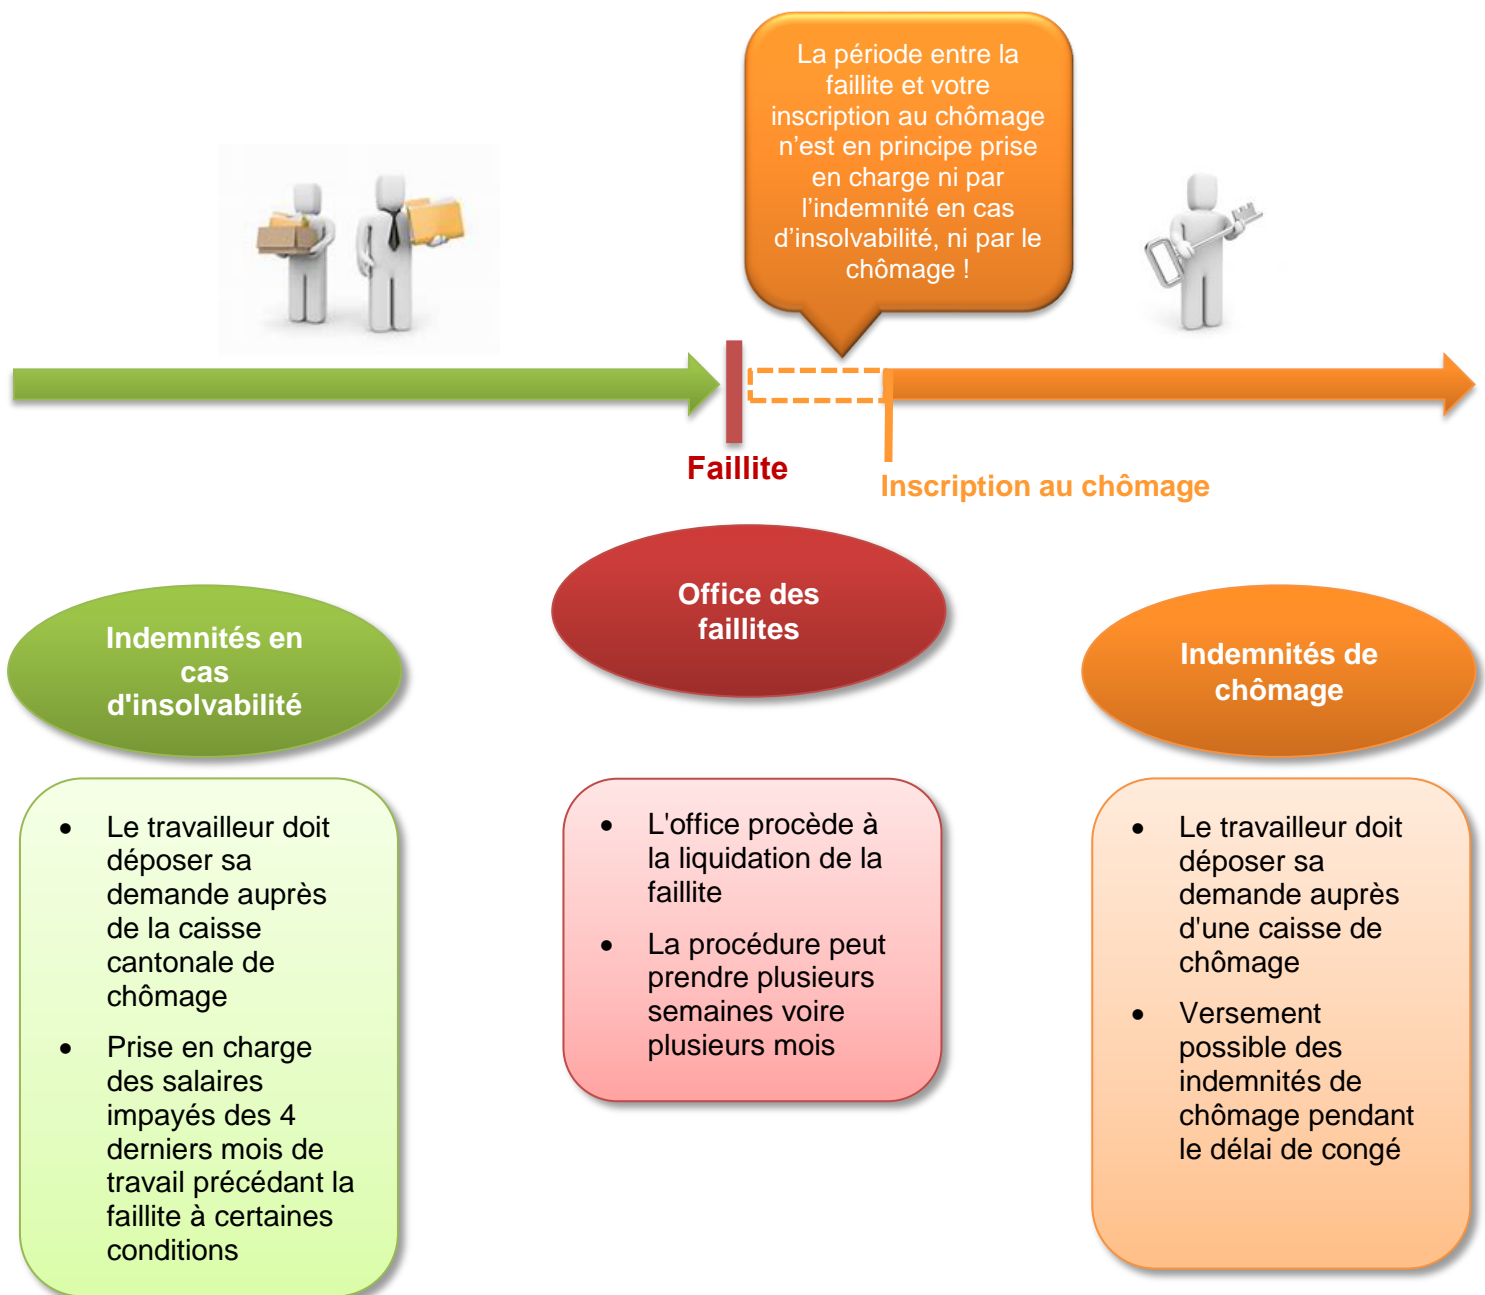 La période entre la
faillite et votre
inscription au chômage
n'est en principe prise
en charge ni par
l'indemnité en cas
d'insolvabilité, ni par le
chômage !
Faillite
Inscription au chômage
Indemnités en
cas
d'insolvabilité
• Le travailleur doit
déposer sa
demande auprès
de la caisse
cantonale de
chômage
• Prise en charge
des salaires
impayés des 4
derniers mois de
travail précédant la
faillite à certaines
conditions
Office des
faillites
• L'office procède à
la liquidation de la
faillite
• La procédure peut
prendre plusieurs
semaines voire
plusieurs mois
Indemnités de
chômage
• Le travailleur doit
déposer sa
demande auprès
d'une caisse de
chômage
• Versement
possible des
indemnités de
chômage pendant
le délai de congé